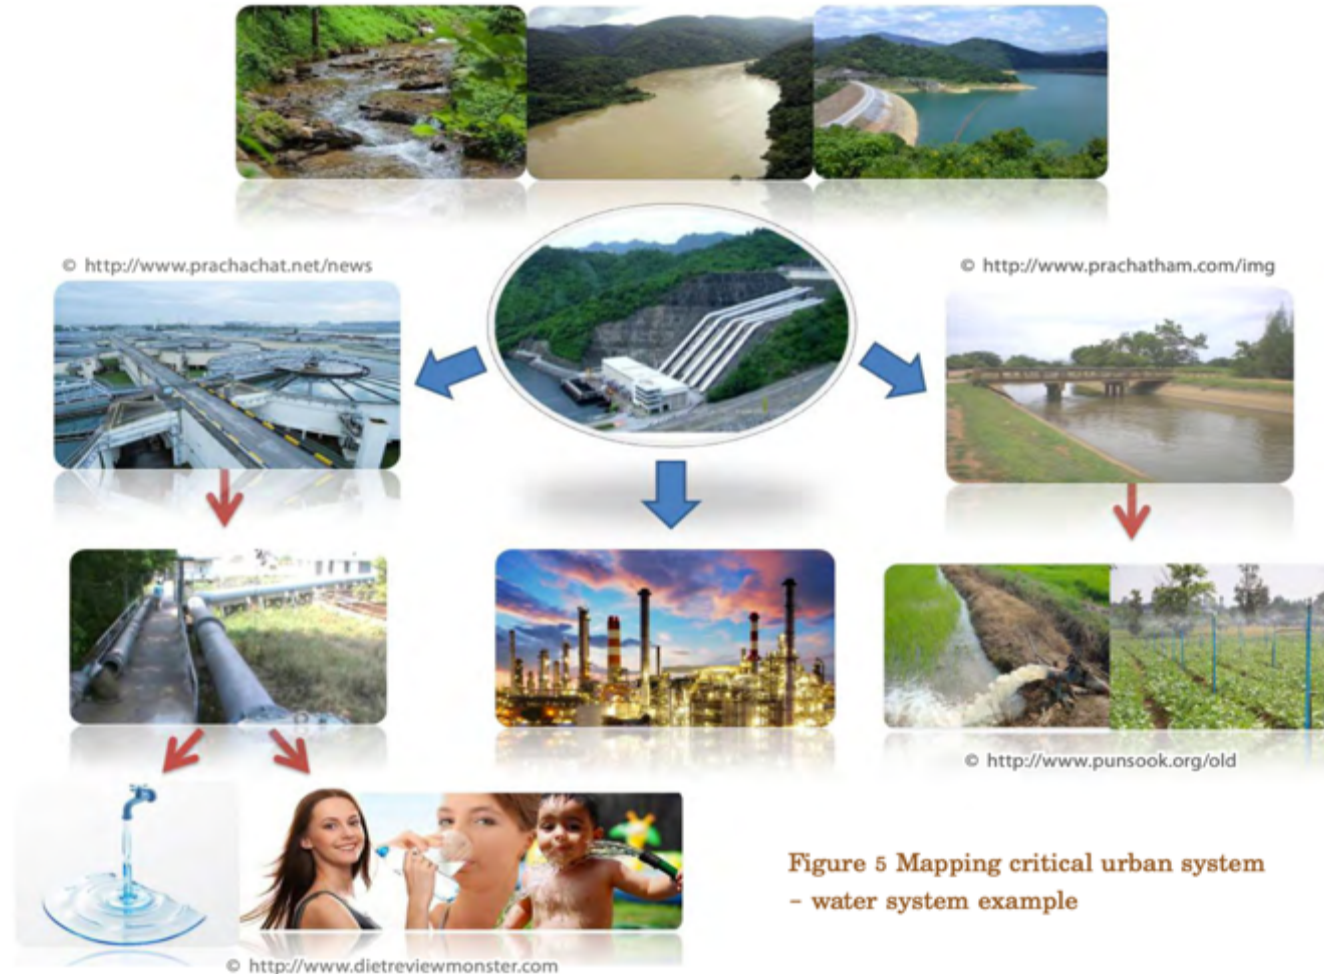 © http://www.prachachat.net/news
© http://www.prachatham.com/img
© http://www.punsook.org/old
Figure 5 Mapping critical urban system
– water system example
© http://www.dietreviewmonster.com